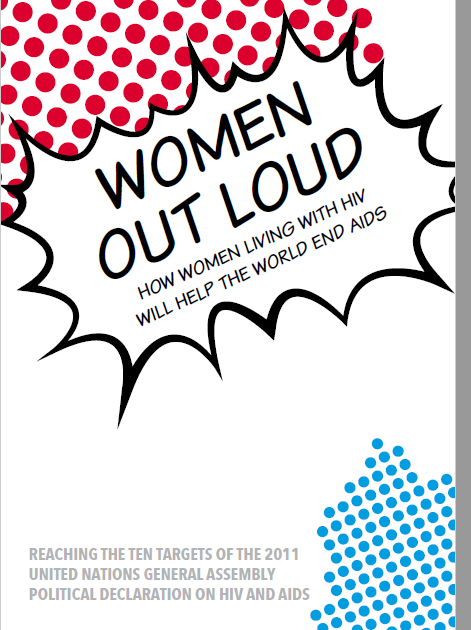 WOMEN
OUT LOUD
HOW WOMEN LIVING WITH HIV
WILL HELP THE WORLD END AIDS
REACHING THE TEN TARGETS OF THE 2011
UNITED NATIONS GENERAL ASSEMBLY
POLITICAL DECLARATION ON HIV AND AIDS